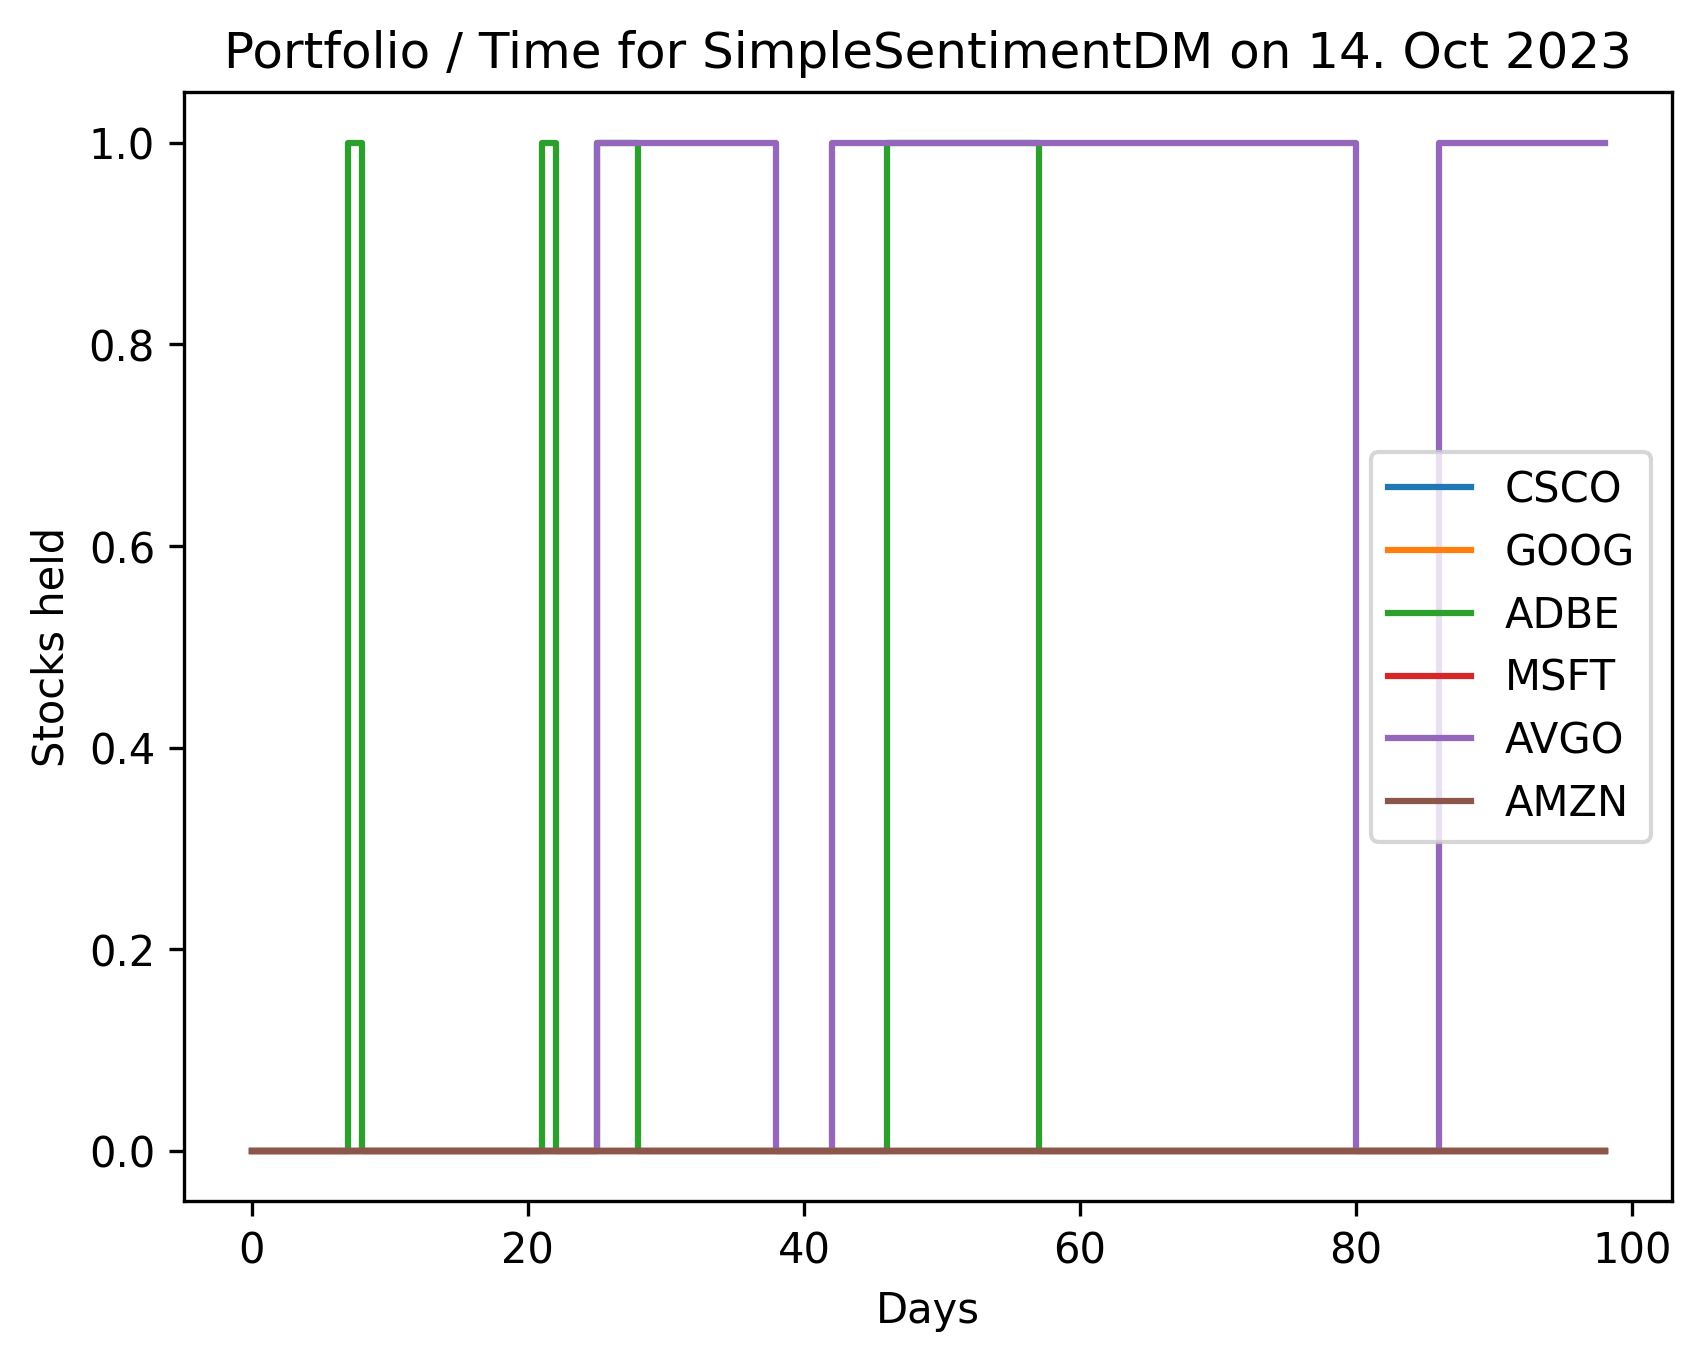 Portfolio / Time for SimpleSentimentDM on 14. Oct 2023
1.0
0.8
0.6
0.4
0.2
0.0
Stocks held
CSCO
GOOG
ADBE
MSFT
AVGO
AMZN
0 20 40 60 80 100
Days